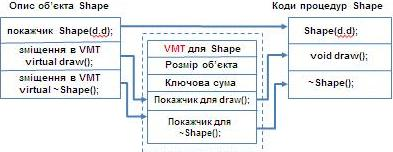 Опис об'єкта Shape
Коди процедур Shape
покажчик Shape(d,d);
зміщення в VMT
virtual draw();
зміщення в VMT
virtual ~Shape();
VMT для Shape
Розмір об'єкта
Ключова сума
Покажчик для draw();
Покажчик для
~Shape();
Shape(d,d);
void draw();
~Shape();